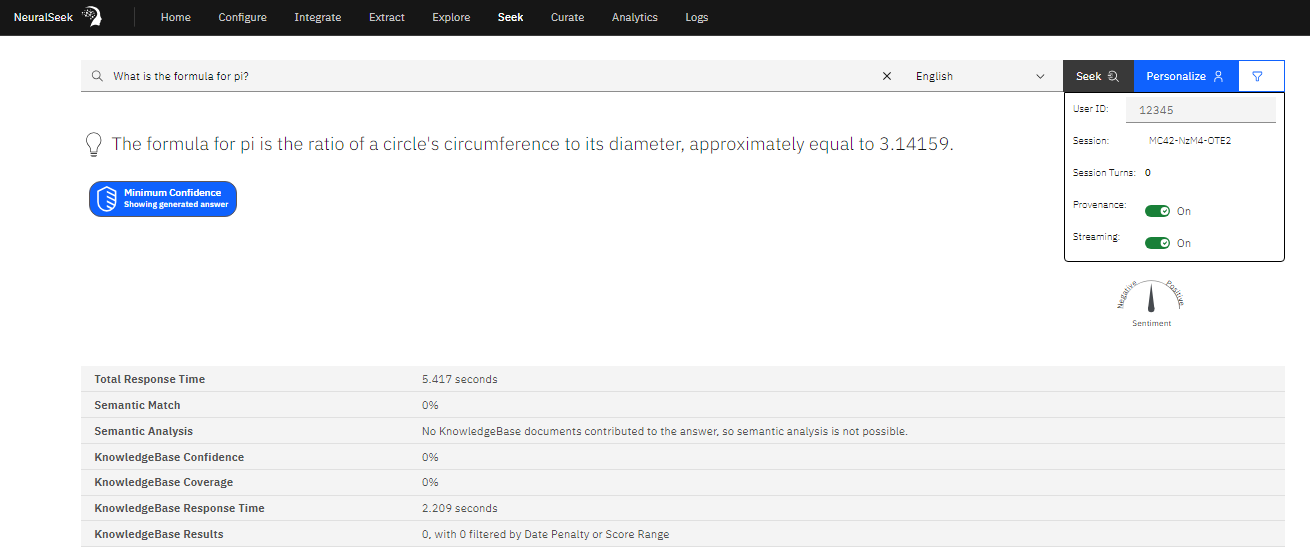 NeuralSeek Home Configure Integrate Extract Explore Seek Curate Analytics Logs
What is the formula for pi? English Seek Personalize
User ID: 12345
The formula for pi is the ratio of a circle's circumference to its diameter, approximately equal to 3.14159.
Session: MC42-NzM4-OTE2
Session Turns: 0
Minimum Confidence
Showing generated answer
Provenance: On
Streaming: On
Negative Positive
Sentiment
Total Response Time 5.417 seconds
Semantic Match 0%
Semantic Analysis No KnowledgeBase documents contributed to the answer, so semantic analysis is not possible.
KnowledgeBase Confidence 0%
KnowledgeBase Coverage 0%
KnowledgeBase Response Time 2.209 seconds
KnowledgeBase Results 0, with 0 filtered by Date Penalty or Score Range